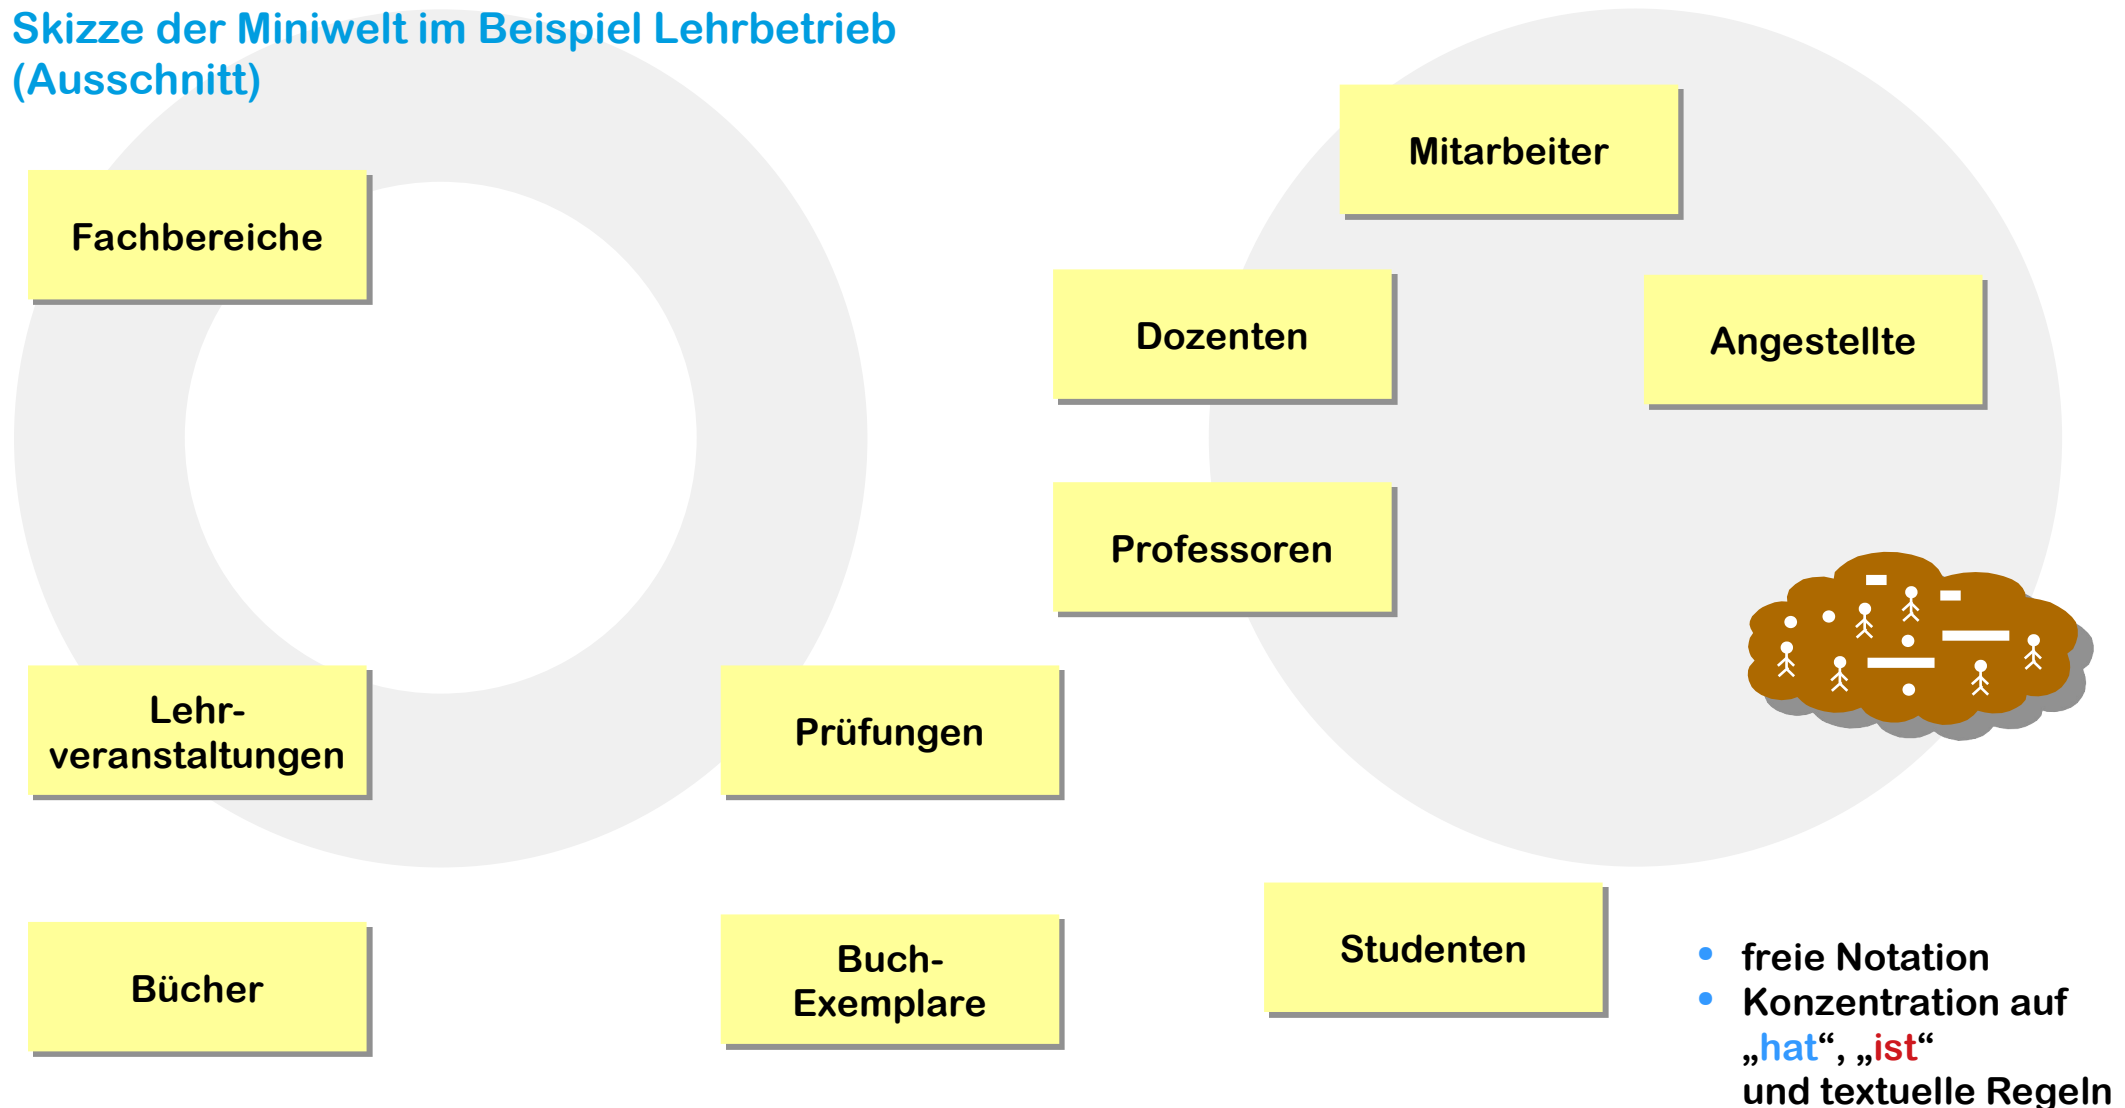 Skizze der Miniwelt im Beispiel Lehrbetrieb
(Ausschnitt)
Mitarbeiter
Fachbereiche
Dozenten
Angestellte
Professoren
Lehr-
veranstaltungen
Prüfungen
Bücher
Buch-
Exemplare
Studenten
• freie Notation
• Konzentration auf
„hat“, „ist“
und textuelle Regeln